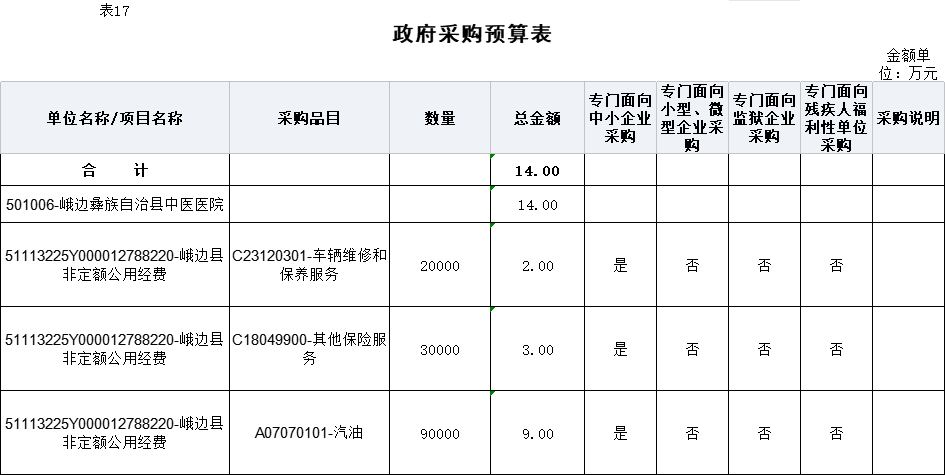 表17
政府采购预算表
金额单
位：万元
单位名称/项目名称
采购品目
数量
总金额
专门面向
中小企业
采购
专门面向
小型、微
型企业采
购
专门面向
监狱企业
采购
专门面向
残疾人福
利性单位
采购
采购说明
合 计
14.00
501006-峨边彝族自治县中医医院
14.00
51113225Y000012788220-峨边县
非定额公用经费
C23120301-车辆维修和
保养服务
20000
2.00
是
否
否
否
51113225Y000012788220-峨边县
非定额公用经费
C18049900-其他保险服
务
30000
3.00
是
否
否
否
51113225Y000012788220-峨边县
非定额公用经费
A07070101-汽油
90000
9.00
是
否
否
否